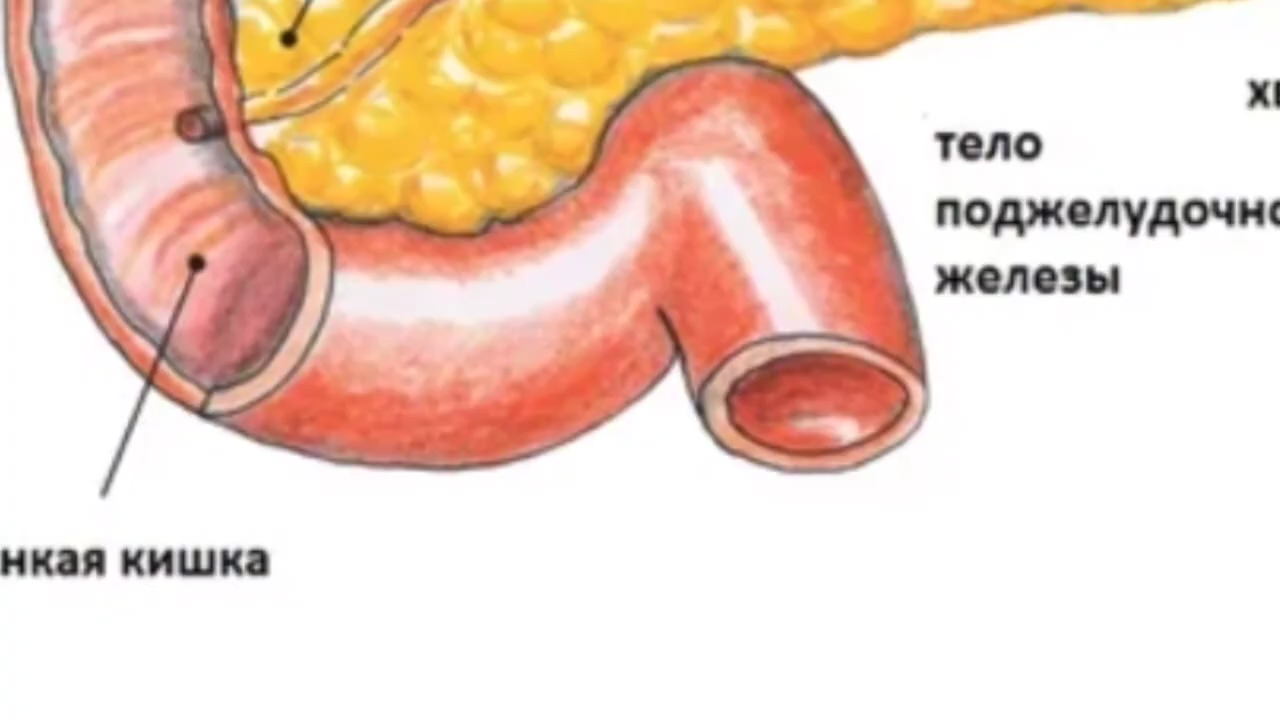 тело
поджелудочно
железы
нкая кишка